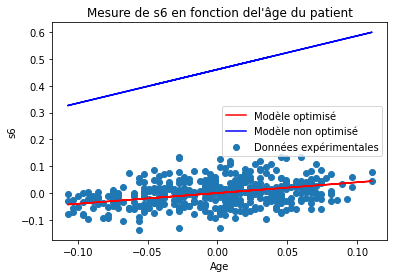 Mesure de s6 en fonction del'âge du patient
0.6
0.5
0.4
0.3
0.2
0.1
0.0
−0.1
s6
Modèle optimisé
Modèle non optimisé
Données expérimentales
−0.10
−0.05
0.00
0.05
0.10
Age